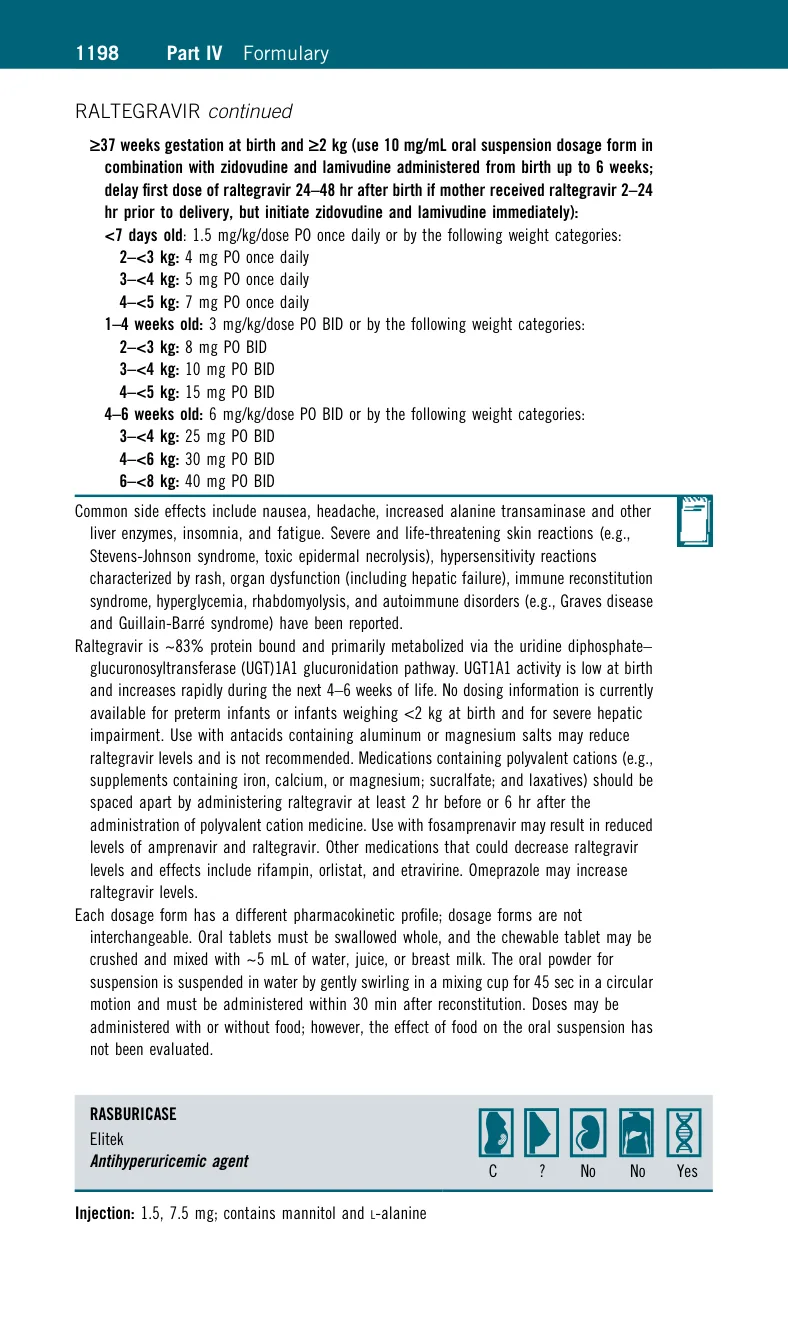 1198 Part IV Formulary
RALTEGRAVIR continued
≥37 weeks gestation at birth and ≥2 kg (use 10 mg/mL oral suspension dosage form in
combination with zidovudine and lamivudine administered from birth up to 6 weeks;
delay first dose of raltegravir 24–48 hr after birth if mother received raltegravir 2–24
hr prior to delivery, but initiate zidovudine and lamivudine immediately):
<7 days old: 1.5 mg/kg/dose PO once daily or by the following weight categories:
2–<3 kg: 4 mg PO once daily
3–<4 kg: 5 mg PO once daily
4–<5 kg: 7 mg PO once daily
1–4 weeks old: 3 mg/kg/dose PO BID or by the following weight categories:
2–<3 kg: 8 mg PO BID
3–<4 kg: 10 mg PO BID
4–<5 kg: 15 mg PO BID
4–6 weeks old: 6 mg/kg/dose PO BID or by the following weight categories:
3–<4 kg: 25 mg PO BID
4–<6 kg: 30 mg PO BID
6–<8 kg: 40 mg PO BID
Common side effects include nausea, headache, increased alanine transaminase and other
liver enzymes, insomnia, and fatigue. Severe and life-threatening skin reactions (e.g.,
Stevens-Johnson syndrome, toxic epidermal necrolysis), hypersensitivity reactions
characterized by rash, organ dysfunction (including hepatic failure), immune reconstitution
syndrome, hyperglycemia, rhabdomyolysis, and autoimmune disorders (e.g., Graves disease
and Guillain-Barré syndrome) have been reported.
Raltegravir is ~83% protein bound and primarily metabolized via the uridine diphosphate–
glucuronosyltransferase (UGT)1A1 glucuronidation pathway. UGT1A1 activity is low at birth
and increases rapidly during the next 4–6 weeks of life. No dosing information is currently
available for preterm infants or infants weighing <2 kg at birth and for severe hepatic
impairment. Use with antacids containing aluminum or magnesium salts may reduce
raltegravir levels and is not recommended. Medications containing polyvalent cations (e.g.,
supplements containing iron, calcium, or magnesium; sucralfate; and laxatives) should be
spaced apart by administering raltegravir at least 2 hr before or 6 hr after the
administration of polyvalent cation medicine. Use with fosamprenavir may result in reduced
levels of amprenavir and raltegravir. Other medications that could decrease raltegravir
levels and effects include rifampin, orlistat, and etravirine. Omeprazole may increase
raltegravir levels.
Each dosage form has a different pharmacokinetic profile; dosage forms are not
interchangeable. Oral tablets must be swallowed whole, and the chewable tablet may be
crushed and mixed with ~5 mL of water, juice, or breast milk. The oral powder for
suspension is suspended in water by gently swirling in a mixing cup for 45 sec in a circular
motion and must be administered within 30 min after reconstitution. Doses may be
administered with or without food; however, the effect of food on the oral suspension has
not been evaluated.
RASBURICASE
Elitek
Antihyperuricemic agent
C ? No No Yes
Injection: 1.5, 7.5 mg; contains mannitol and L-alanine